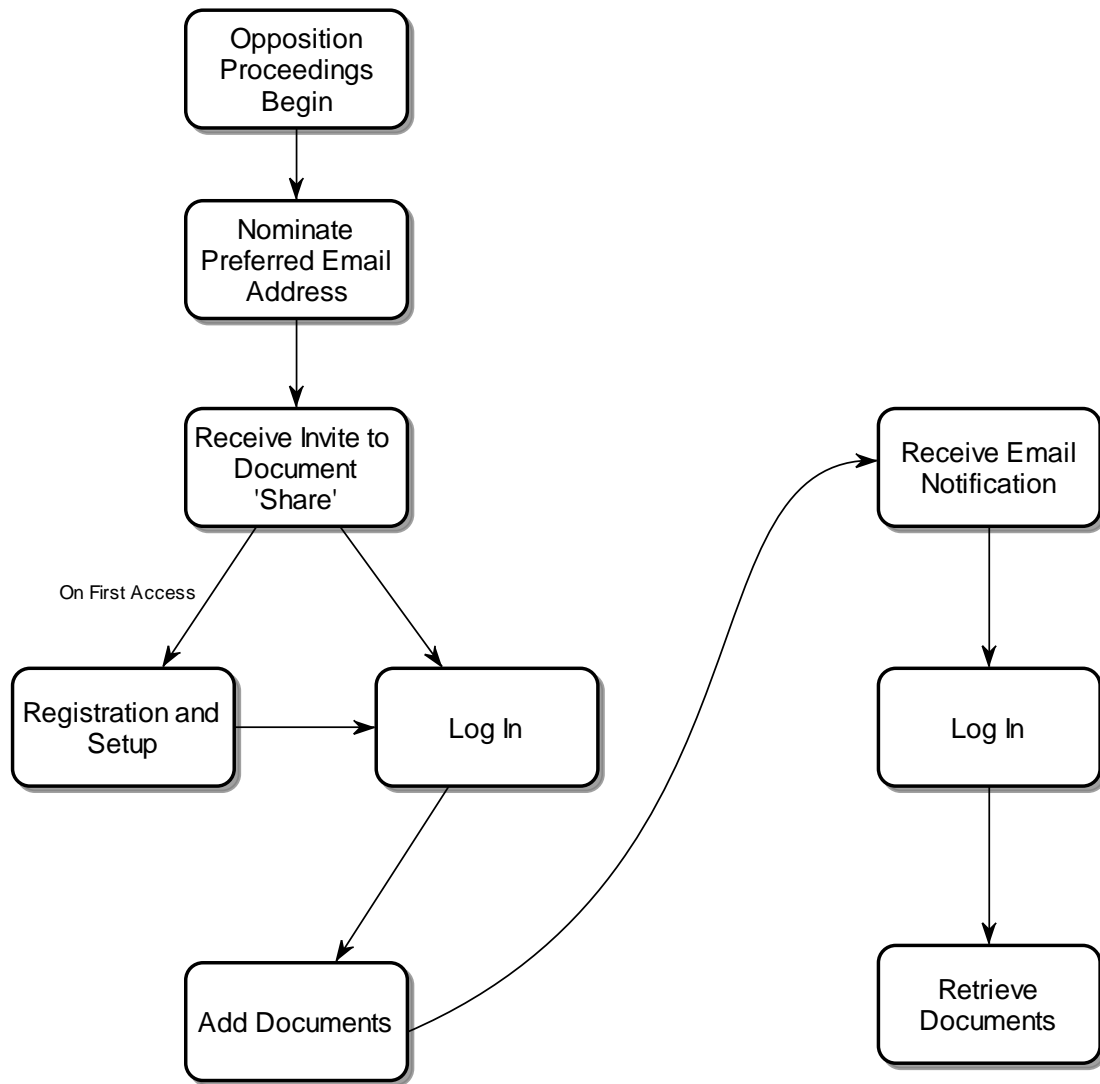 Opposition
Proceedings
Begin
Nominate
Preferred Email
Address
Receive Invite to
Document
'Share'
On First Access
Registration and
Setup
Log In
Add Documents
Receive Email
Notification
Log In
Retrieve
Documents